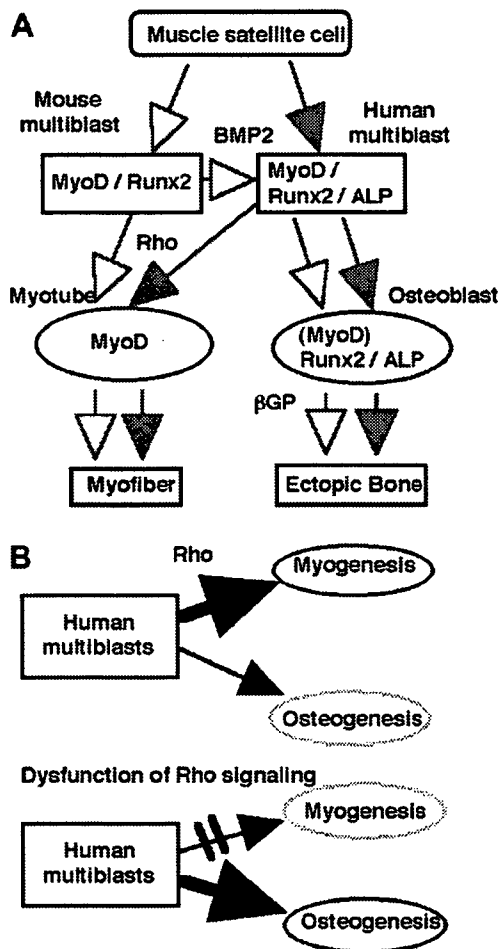 A
Muscle satellite cell
Mouse
multiblast
BMP2
Human
multiblast
MyoD / Runx2
MyoD /
Runx2 / ALP
Rho
Myotube
Osteoblast
MyoD
(MyoD)
Runx2 / ALP
βGP
Myofiber
Ectopic Bone
B
Rho
Myogenesis
Human
multiblasts
Osteogenesis
Dysfunction of Rho signaling
Myogenesis
Human
multiblasts
Osteogenesis